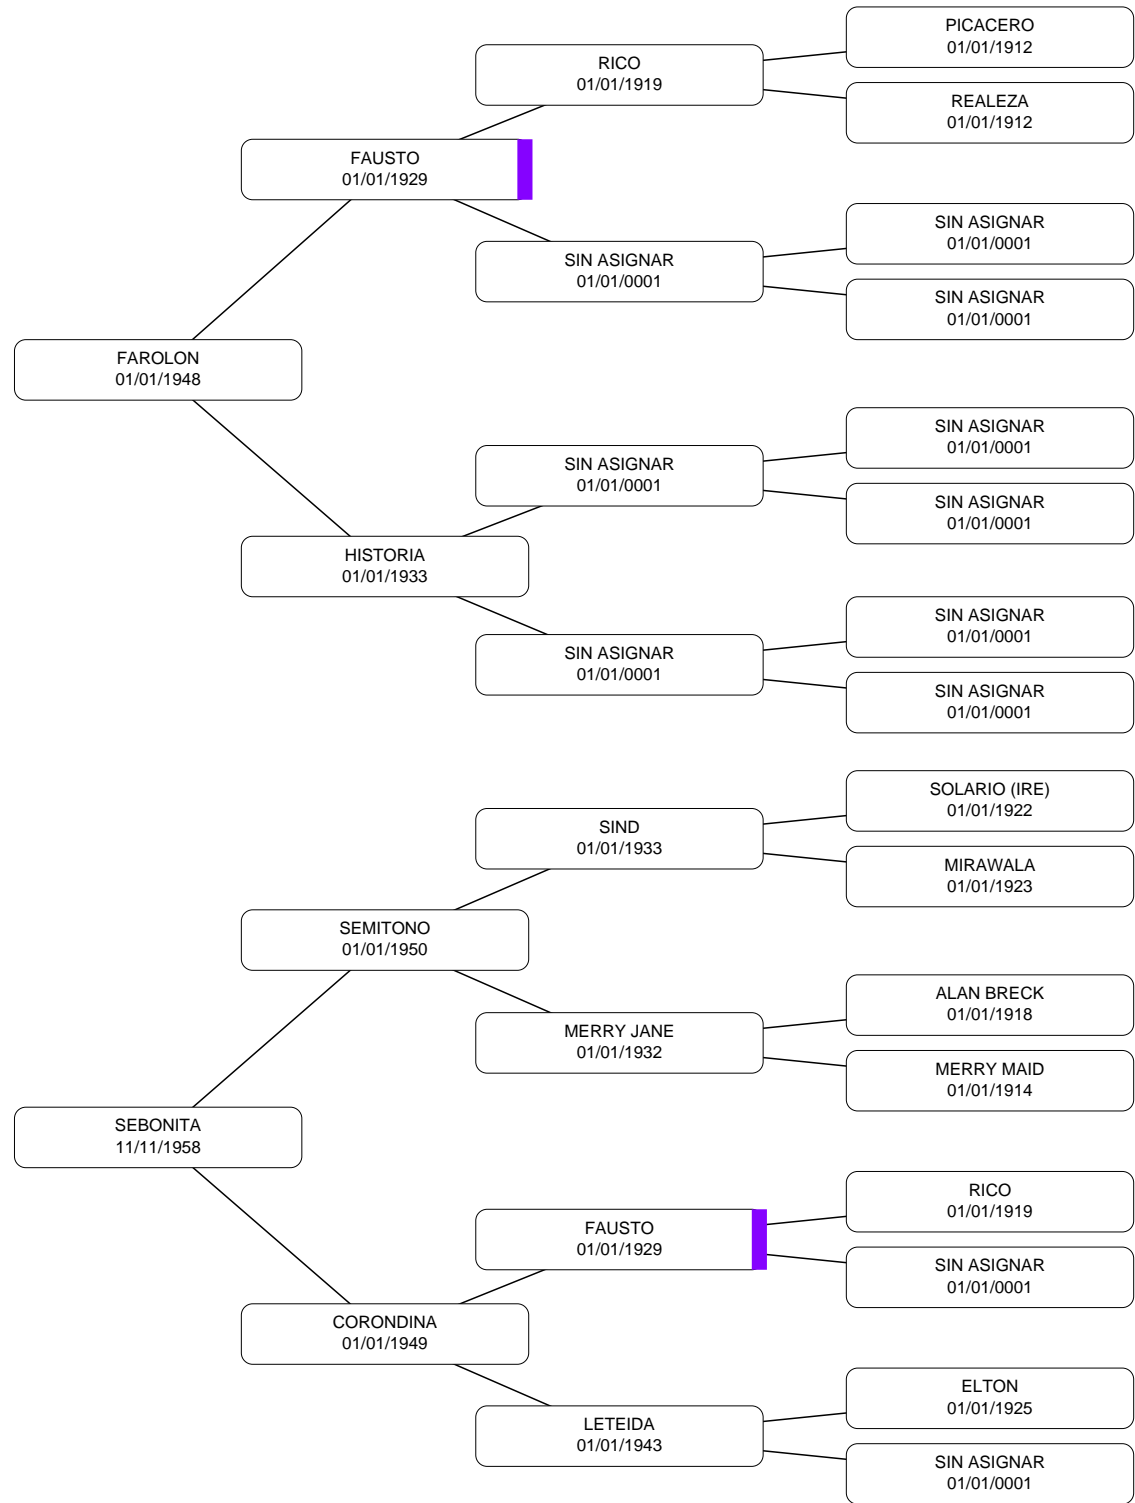 PICACERO
01/01/1912
RICO
01/01/1919
REALEZA
01/01/1912
FAUSTO
01/01/1929
SIN ASIGNAR
01/01/0001
SIN ASIGNAR
01/01/0001
SIN ASIGNAR
01/01/0001
FAROLON
01/01/1948
SIN ASIGNAR
01/01/0001
SIN ASIGNAR
01/01/0001
SIN ASIGNAR
01/01/0001
HISTORIA
01/01/1933
SIN ASIGNAR
01/01/0001
SIN ASIGNAR
01/01/0001
SIN ASIGNAR
01/01/0001
SOLARIO (IRE)
01/01/1922
SIND
01/01/1933
MIRAWALA
01/01/1923
SEMITONO
01/01/1950
ALAN BRECK
01/01/1918
MERRY JANE
01/01/1932
MERRY MAID
01/01/1914
SEBONITA
11/11/1958
RICO
01/01/1919
FAUSTO
01/01/1929
SIN ASIGNAR
01/01/0001
CORONDINA
01/01/1949
ELTON
01/01/1925
LETEIDA
01/01/1943
SIN ASIGNAR
01/01/0001